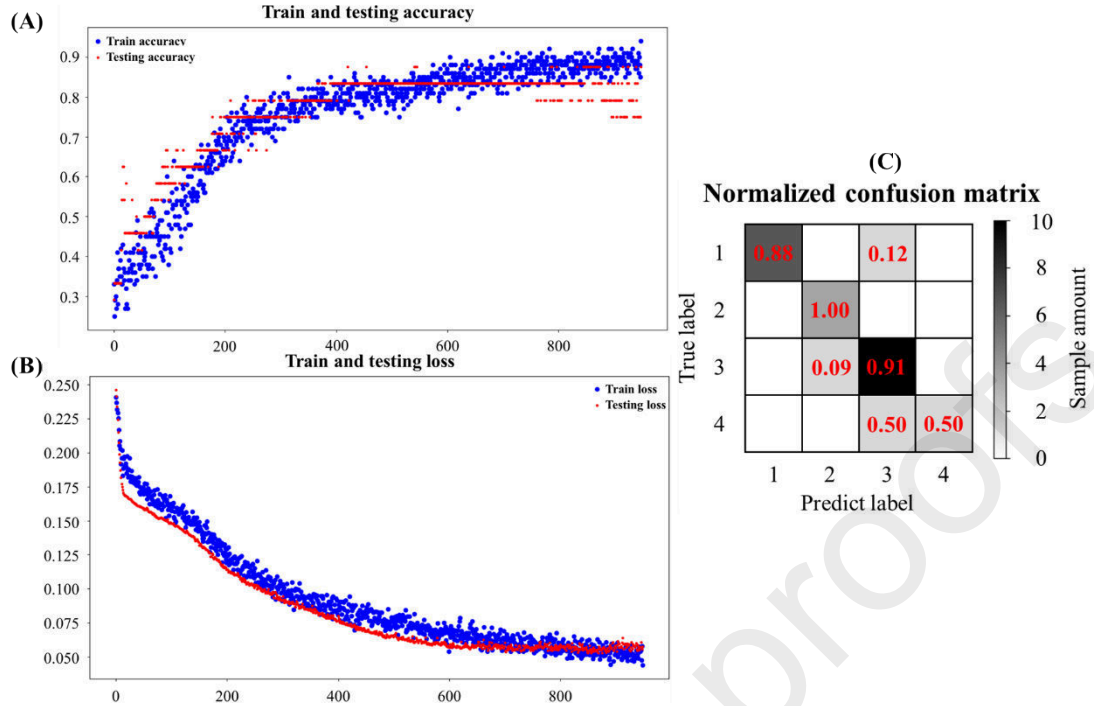 (A)
Train and testing accuracy
Train accuracy
Testing accuracy
0.9
0.8
0.7
0.6
0.5
0.4
0.3
0 200 400 600 800
(B)
Train and testing loss
Train loss
Testing loss
0.250
0.225
0.200
0.175
0.150
0.125
0.100
0.075
0.050
0 200 400 600 800
(C)
Normalized confusion matrix
True label
1 0.88 0.12
2 1.00
3 0.09 0.91
4 0.50 0.50
1 2 3 4
Predict label
10
8
6
4
2
0
Sample amount
proofs